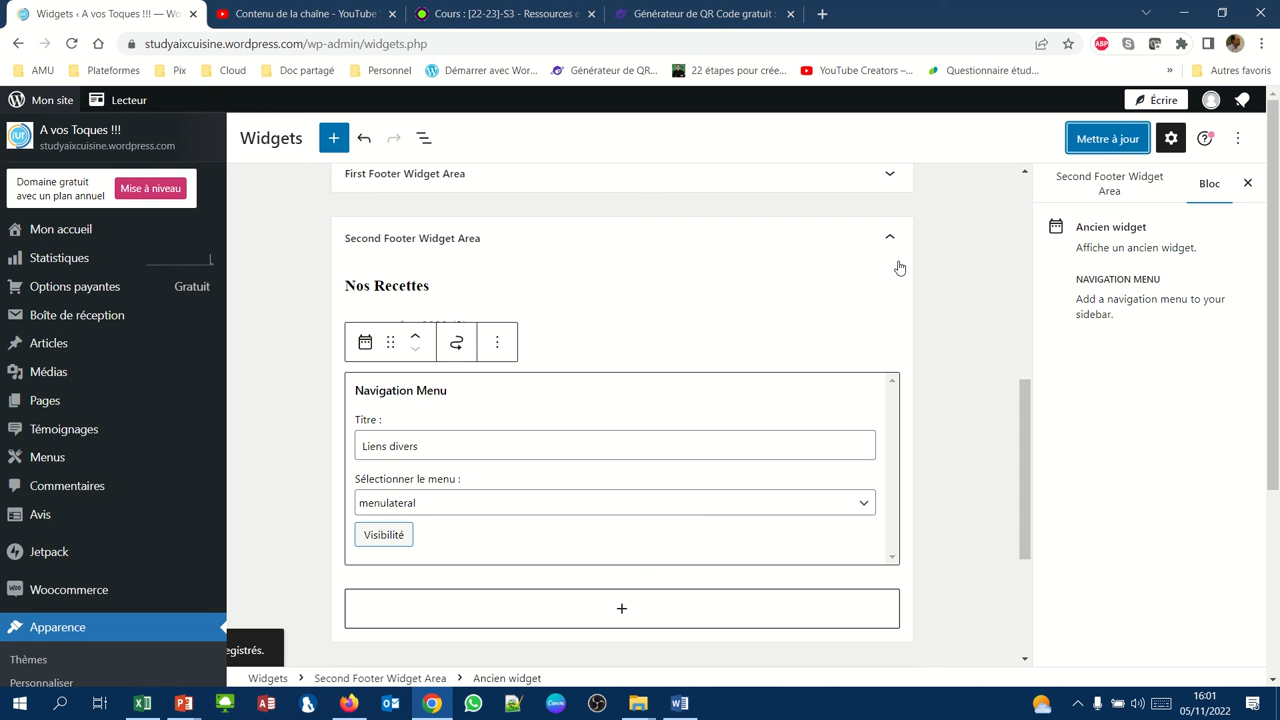 Widgets ‹ A vos Toques !!! — Wo
Contenu de la chaîne - YouTube
Cours : [22-23]-S3 - Ressources e
Générateur de QR Code gratuit :
studyaixcuisine.wordpress.com/wp-admin/widgets.php
ABP
AMU
Plateformes
Pix
Cloud
Doc partagé
Personnel
Démarrer avec Wor...
Générateur de QR...
22 étapes pour crée...
YouTube Creators –...
Questionnaire étud...
»
Autres favoris
Mon site
Lecteur
Écrire
IUT
A vos Toques !!!
studyaixcuisine.wordpress.com
Domaine gratuit
avec un plan annuel
Mise à niveau
Mon accueil
Statistiques
Options payantes
Gratuit
Boîte de réception
Articles
Médias
Pages
Témoignages
Menus
Commentaires
Avis
Jetpack
Woocommerce
Apparence
Thèmes
Personnaliser
Widgets
Mettre à jour
First Footer Widget Area
Second Footer Widget Area
Nos Recettes
Navigation Menu
Titre :
Liens divers
Sélectionner le menu :
menulateral
Visibilité
egistrés.
Widgets
Second Footer Widget Area
Ancien widget
Second Footer Widget
Area
Bloc
Ancien widget
Affiche un ancien widget.
NAVIGATION MENU
Add a navigation menu to your
sidebar.
16:01
05/11/2022